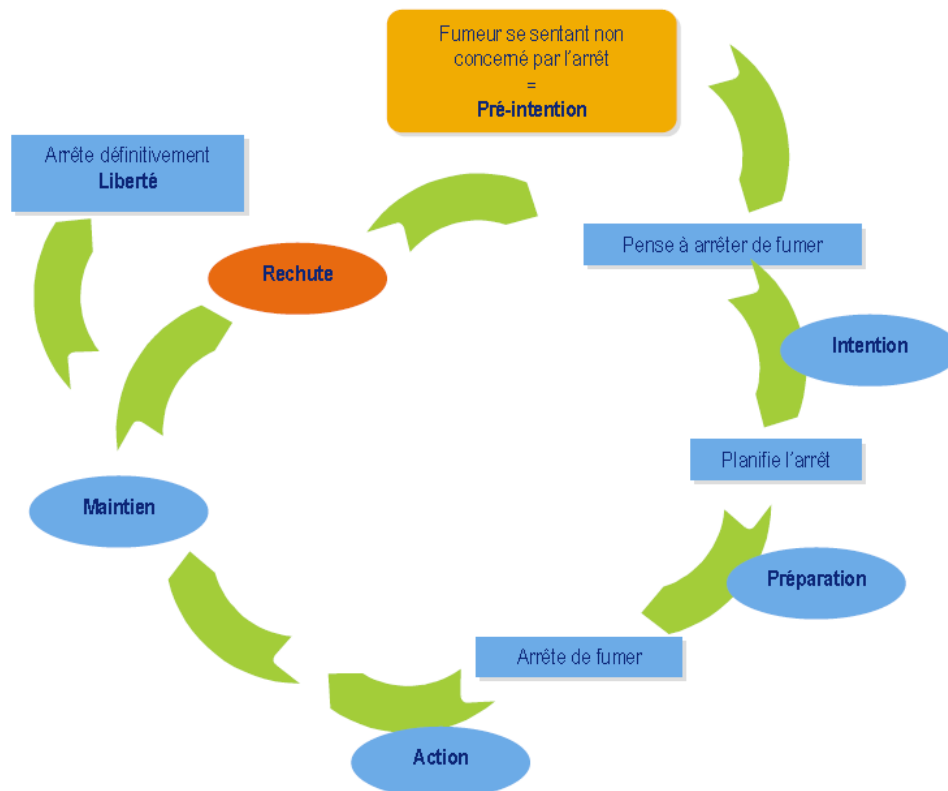 Fumeur se sentant non
concerné par l'arrêt
=
Pré-intention
Pense à arrêter de fumer
Intention
Planifie l'arrêt
Préparation
Arrête de fumer
Action
Maintien
Rechute
Arrête définitivement
Liberté